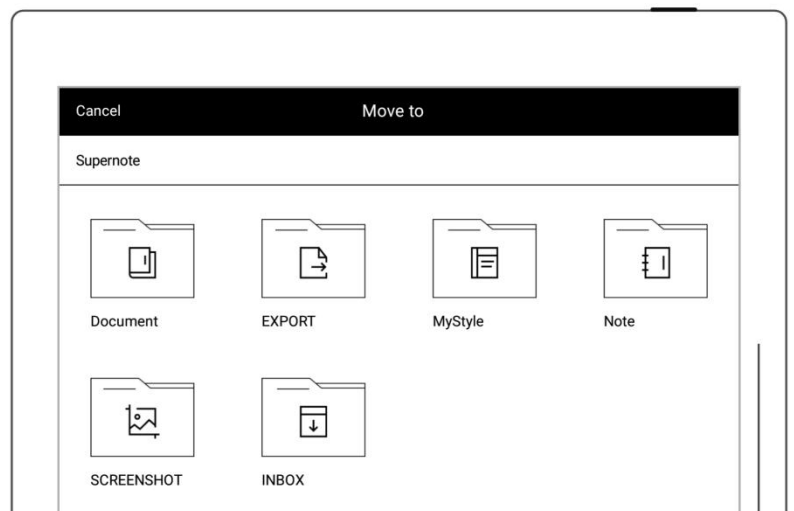 Cancel Move to
Supernote
Document EXPORT MyStyle Note
SCREENSHOT INBOX